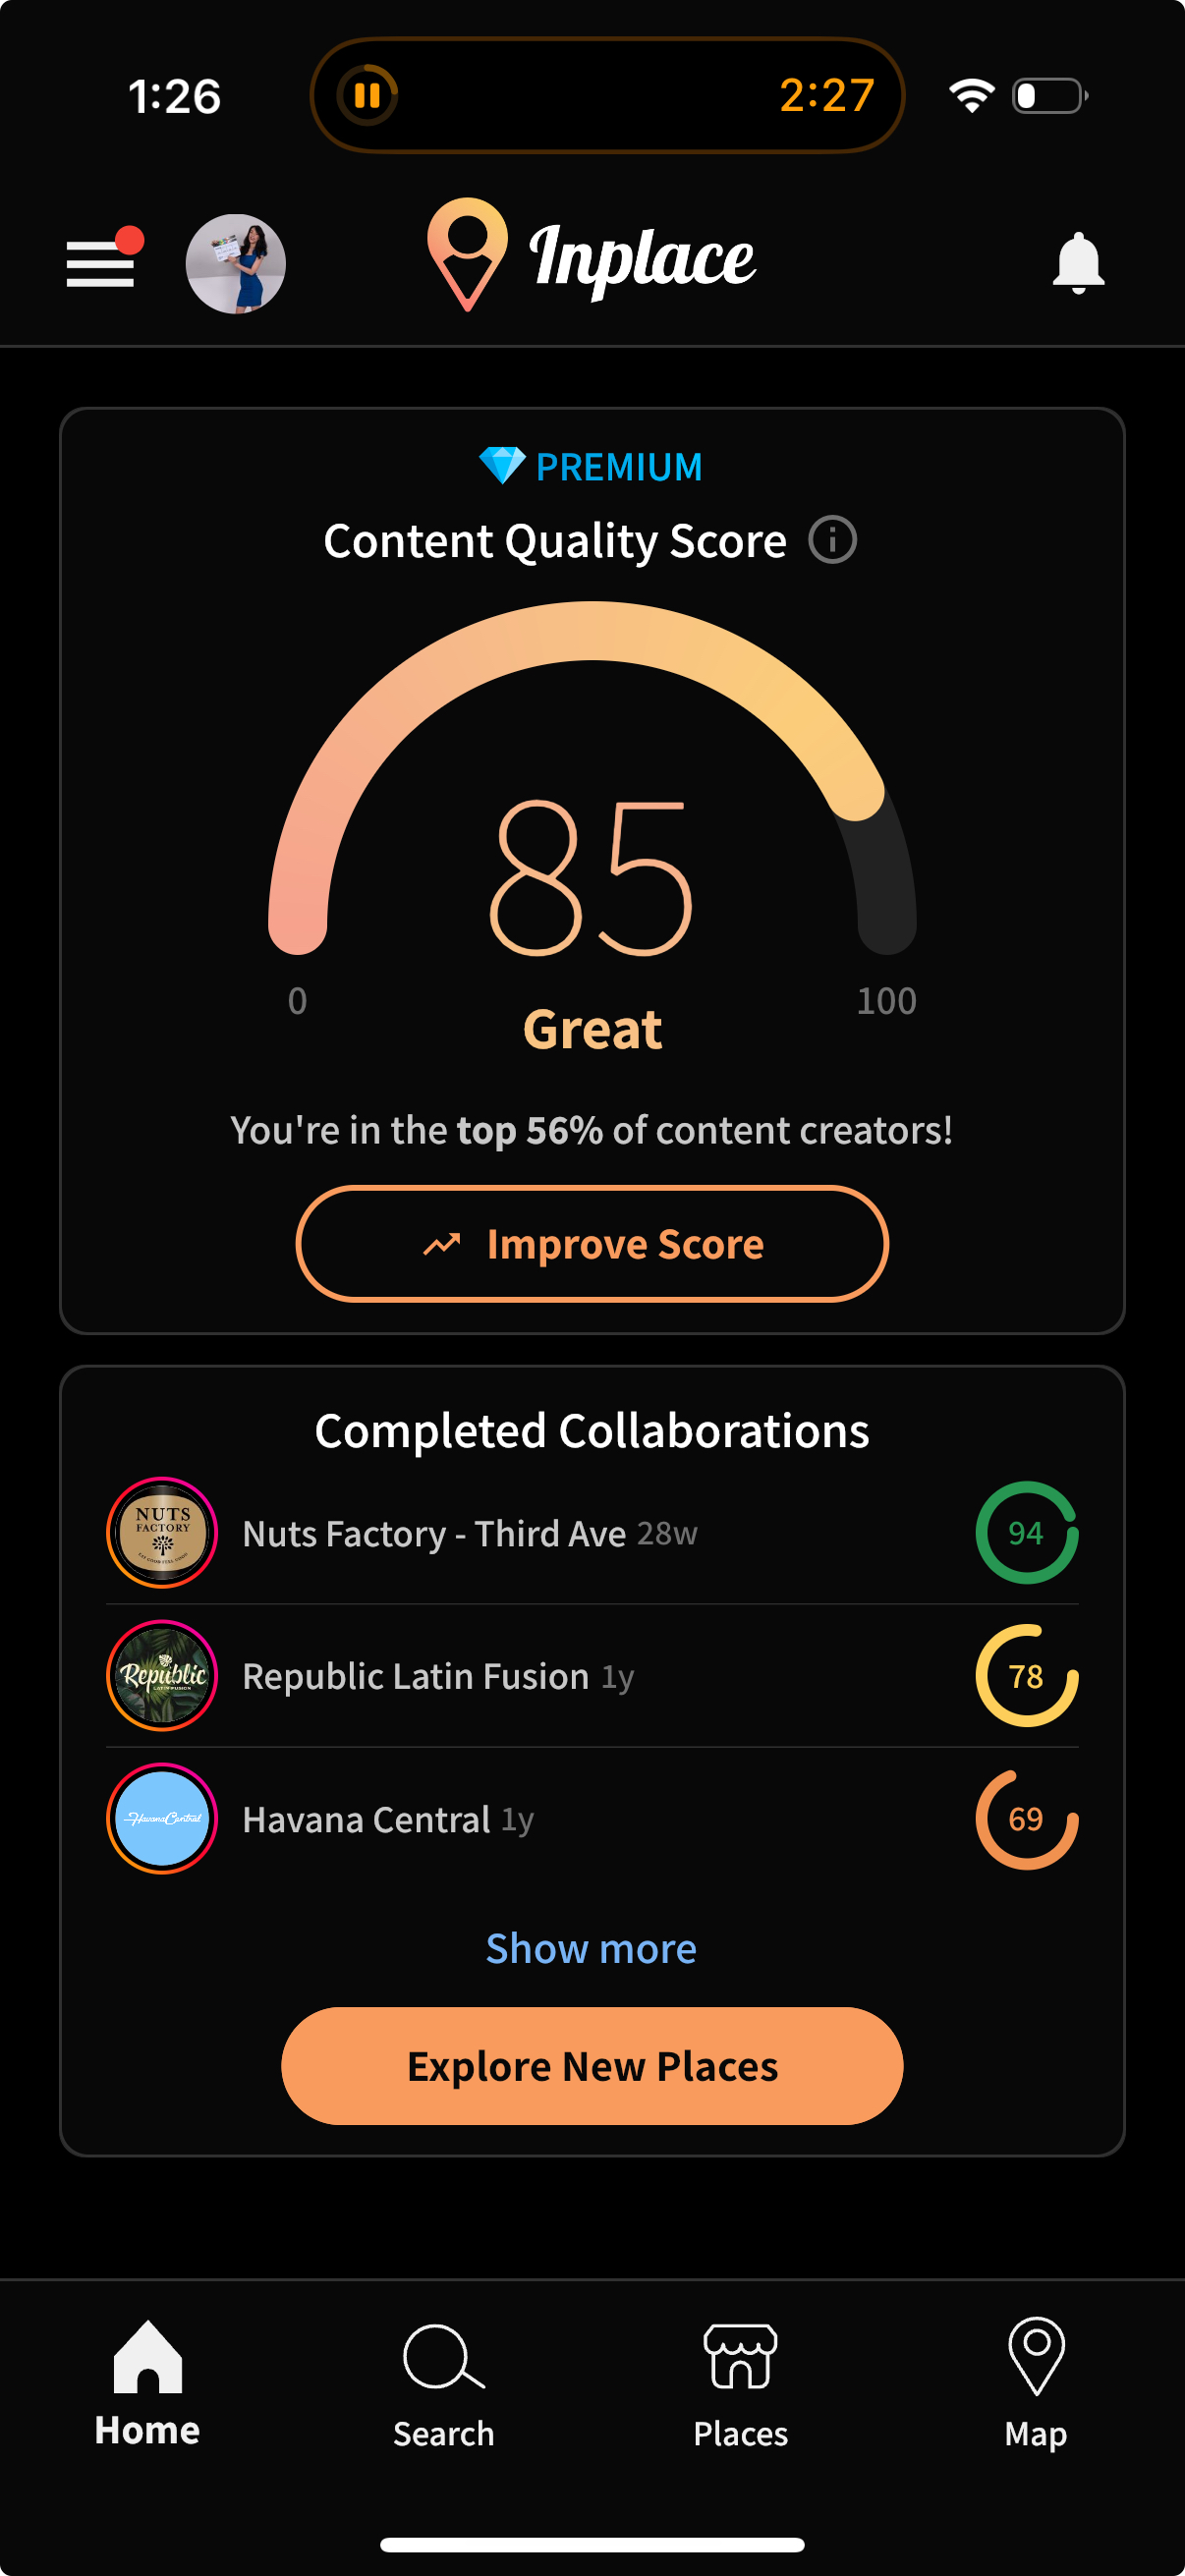 1:26
2:27
Inplace
💎 PREMIUM
Content Quality Score
85
0
100
Great
You're in the top 56% of content creators!
Improve Score
Completed Collaborations
NUTS
FACTORY
Nuts Factory - Third Ave 28w
94
Republic
LATIN FUSION
Republic Latin Fusion 1y
78
Havana Central
Havana Central 1y
69
Show more
Explore New Places
Home
Search
Places
Map